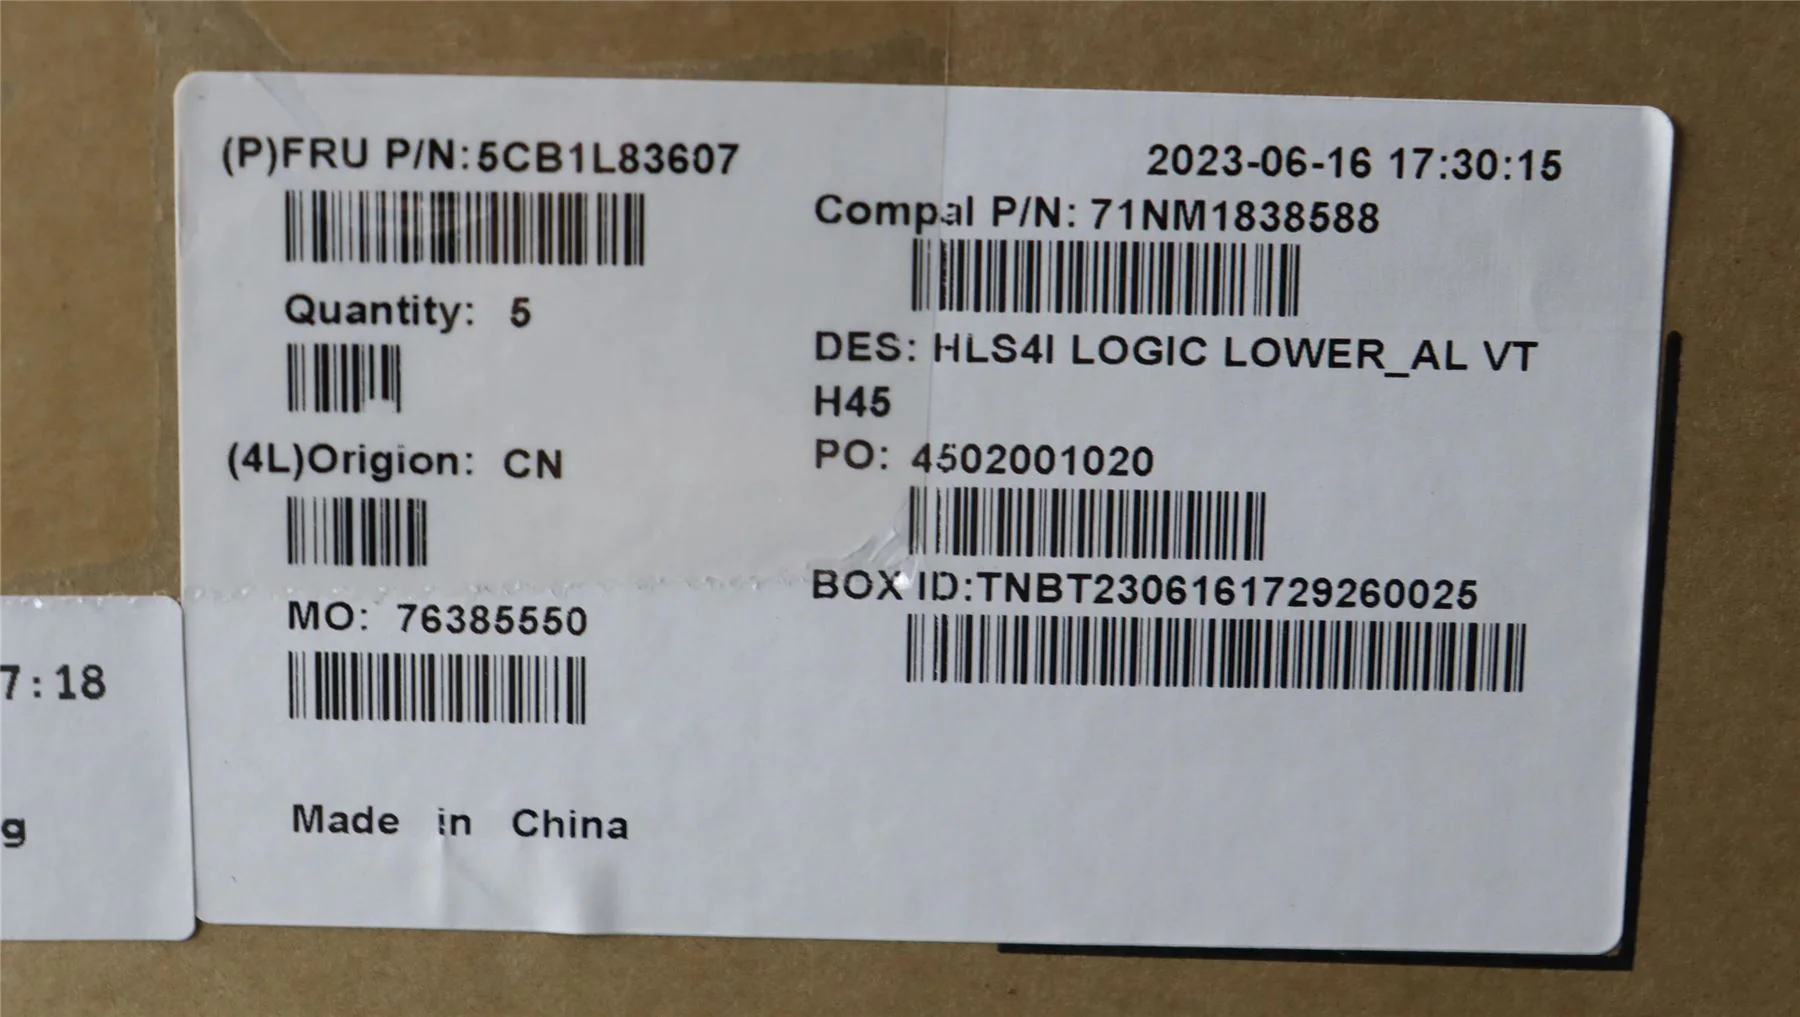 (P)FRU P/N:5CB1L83607
Quantity: 5
(4L)Origion: CN
MO: 76385550
Made in China
2023-06-16 17:30:15
Compal P/N: 71NM1838588
DES: HLS4I LOGIC LOWER_AL VT
H45
PO: 4502001020
BOX ID:TNBT2306161729260025
7:18
g